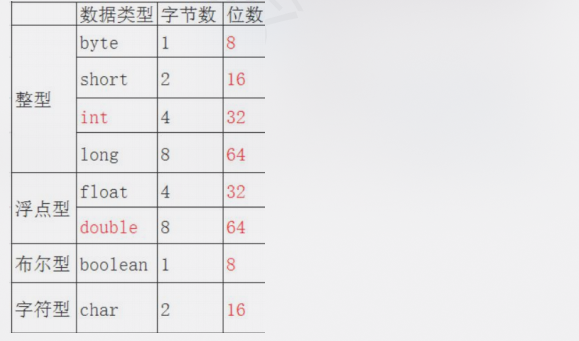 数据类型 字节数 位数
整型 byte 1 8
short 2 16
int 4 32
long 8 64
浮点型 float 4 32
double 8 64
布尔型 boolean 1 8
字符型 char 2 16